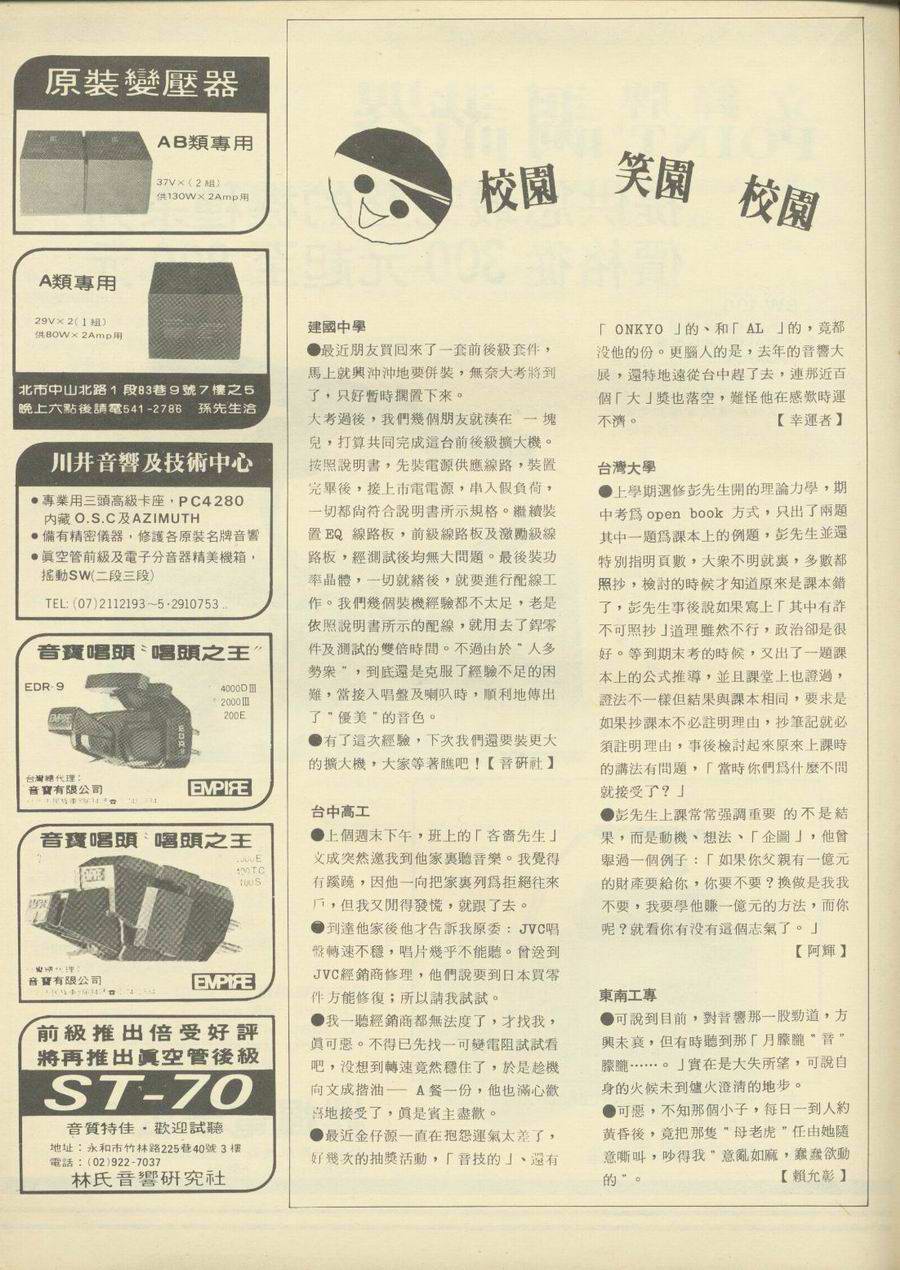 原裝變壓器
AB類專用
37V×(2組)
供130W×2Amp用
A類專用
29V×2(1組)
供80W×2Amp用
北市中山北路1段83巷9號7樓之5
晚上六點後請電541-2786 孫先生洽
川井音響及技術中心
●專業用三頭高級卡座,PC4280
內藏O.S.C及AZIMUTH
●備有精密儀器,修護各原裝名牌音響
●眞空管前級及電子分音器精美機箱,
搖動SW(二段三段)
TEL:(07)2112193~5·2910753
音寶唱頭〝唱頭之王〞
EDR·9
4000DⅢ
2000Ⅲ
200E
台灣總代理:
音寶有限公司
EMPIRE
音寶唱頭〝唱頭之王
音寶有限公司
EMPIRE
前級推出倍受好評
將再推出眞空管後級
ST-70
音質特佳·歡迎試聽
地址:永和市竹林路225巷40號3樓
電話:(02)922-7037
林氏音響研究社
校園 笑園 校園
建國中學
●最近朋友買回來了一套前後級套件,
馬上就興沖沖地要併裝,無奈大考將到
了,只好暫時擱置下來。
大考過後,我們幾個朋友就湊在 一 塊
兒,打算共同完成這台前後級擴大機。
按照說明書,先裝電源供應線路,裝置
完畢後,接上市電電源,串入假負荷,
一切都尙符合說明書所示規格。繼續裝
置 EQ 線路板,前級線路板及激勵級線
路板,經測試後均無大問題。最後裝功
率晶體,一切就緒後,就要進行配線工
作。我們幾個裝機經驗都不太足,老是
依照說明書所示的配線,就用去了銲零
件及測試的雙倍時間。不過由於〝人多
勢衆〞,到底還是克服了經驗不足的困
難,當接入唱盤及喇叭時,順利地傳出
了〝優美〞的音色。
●有了這次經驗,下次我們還要裝更大
的擴大機,大家等著瞧吧!【音研社】
台中高工
●上個週末下午,班上的「吝嗇先生」
文成突然邀我到他家裏聽音樂。我覺得
有蹊蹺,因他一向把家裏列爲拒絕往來
戶,但我又閒得發慌,就跟了去。
●到達他家後他才告訴我原委:JVC唱
盤轉速不穩,唱片幾乎不能聽。曾送到
JVC經銷商修理,他們說要到日本買零
件方能修復;所以請我試試。
●我一聽經銷商都無法度了,才找我,
眞可惡。不得已先找一可變電阻試試看
吧,沒想到轉速竟然穩住了,於是趁機
向文成揩油── A餐一份,他也滿心歡
喜地接受了,眞是賓主盡歡。
●最近金仔源一直在抱怨運氣太差了,
好幾次的抽獎活動,「音技的」、還有
「 ONKYO 」的、和「 AL 」的,竟都
沒他的份。更腦人的是,去年的音響大
展,還特地遠從台中趕了去,連那近百
個「大」獎也落空,難怪他在感歎時運
不濟。 【幸運者】
台灣大學
●上學期選修彭先生開的理論力學,期
中考爲 open book 方式,只出了兩題
其中一題爲課本上的例題,彭先生並還
特別指明頁數,大衆不明就裏,多數都
照抄,檢討的時候才知道原來是課本錯
了,彭先生事後說如果寫上「其中有詐
不可照抄」道理雖然不行,政治卻是很
好。等到期末考的時候,又出了一題課
本上的公式推導,並且課堂上也證過,
證法不一樣但結果與課本相同,要求是
如果抄課本不必註明理由,抄筆記就必
須註明理由,事後檢討起來原來上課時
的講法有問題,「當時你們爲什麼不問
就接受了?」
●彭先生上課常常强調重要 的不是結
果,而是動機、想法、「企圖」,他曾
擧過一個例子:「如果你父親有一億元
的財產要給你,你要不要?換做是我我
不要,我要學他賺一億元的方法,而你
呢?就看你有沒有這個志氣了。」
【阿輝】
東南工專
●可說到目前,對音響那一股勁道,方
興未衰,但有時聽到那「月朦朧〝音〞
朦朧……。」實在是大失所望,可說自
身的火候未到爐火澄清的地步。
●可惡,不知那個小子,每日一到人約
黃昏後,竟把那隻〝母老虎〞任由她隨
意嘶叫,吵得我〝意亂如麻,蠢蠢欲動
的〞。 【賴允彰】